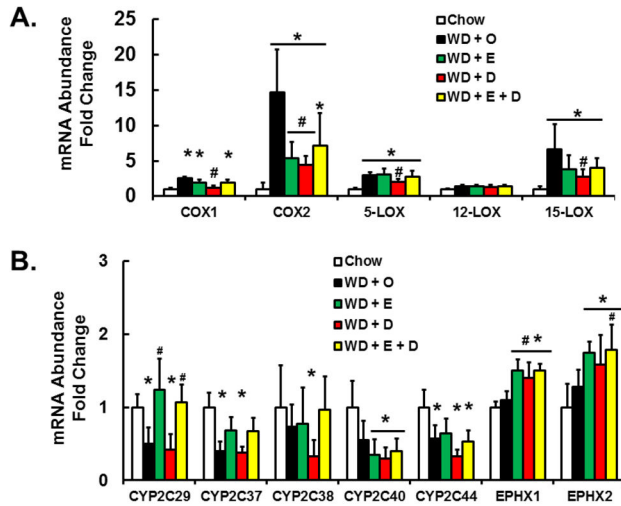 A.
mRNA Abundance
Fold Change
25
20
15
10
5
0
Chow
WD + O
WD + E
WD + D
WD + E + D
* * # *
* # *
* #
* #
COX1 COX2 5-LOX 12-LOX 15-LOX
B.
mRNA Abundance
Fold Change
3
2
1
0
Chow
WD + O
WD + E
WD + D
WD + E + D
* # * #
* *
*
*
* * *
# *
* #
CYP2C29 CYP2C37 CYP2C38 CYP2C40 CYP2C44 EPHX1 EPHX2